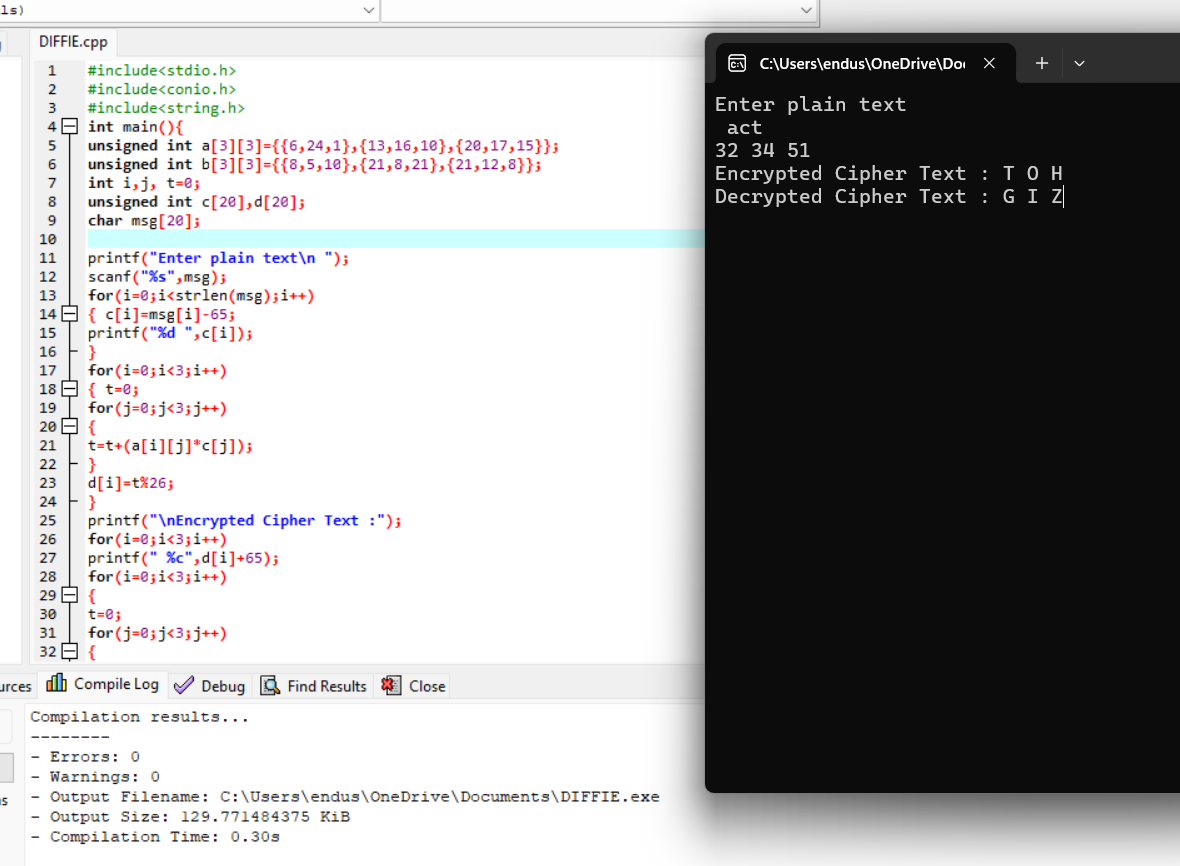 ls)
DIFFIE.cpp
1 #include<stdio.h>
2 #include<conio.h>
3 #include<string.h>
4 int main(){
5 unsigned int a[3][3]={{6,24,1},{13,16,10},{20,17,15}};
6 unsigned int b[3][3]={{8,5,10},{21,8,21},{21,12,8}};
7 int i,j, t=0;
8 unsigned int c[20],d[20];
9 char msg[20];
10
11 printf("Enter plain text\n ");
12 scanf("%s",msg);
13 for(i=0;i<strlen(msg);i++)
14 { c[i]=msg[i]-65;
15 printf("%d ",c[i]);
16 }
17 for(i=0;i<3;i++)
18 { t=0;
19 for(j=0;j<3;j++)
20 {
21 t=t+(a[i][j]*c[j]);
22 }
23 d[i]=t%26;
24 }
25 printf("\nEncrypted Cipher Text :");
26 for(i=0;i<3;i++)
27 printf(" %c",d[i]+65);
28 for(i=0;i<3;i++)
29 {
30 t=0;
31 for(j=0;j<3;j++)
32 {
C:\Users\endus\OneDrive\Doc
Enter plain text
act
32 34 51
Encrypted Cipher Text : T O H
Decrypted Cipher Text : G I Z
urces Compile Log Debug Find Results Close
Compilation results...
--------
- Errors: 0
- Warnings: 0
- Output Filename: C:\Users\endus\OneDrive\Documents\DIFFIE.exe
- Output Size: 129.771484375 KiB
- Compilation Time: 0.30s